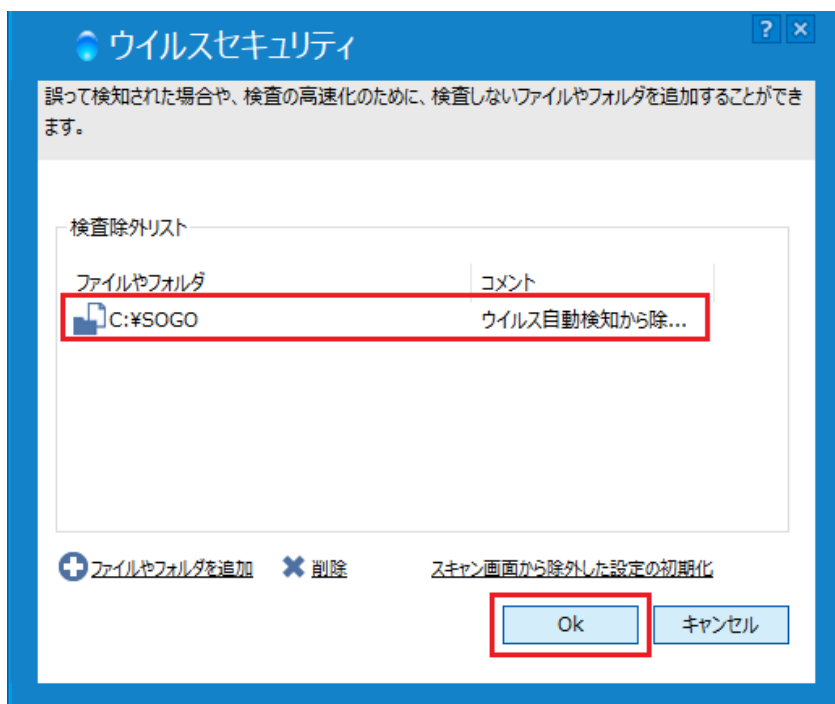 ウイルスセキュリティ
? ×
誤って検知された場合や、検査の高速化のために、検査しないファイルやフォルダを追加することができ
ます。
検査除外リスト
ファイルやフォルダ コメント
C:¥SOGO ウイルス自動検知から除...
ファイルやフォルダを追加 削除 スキャン画面から除外した設定の初期化
Ok キャンセル